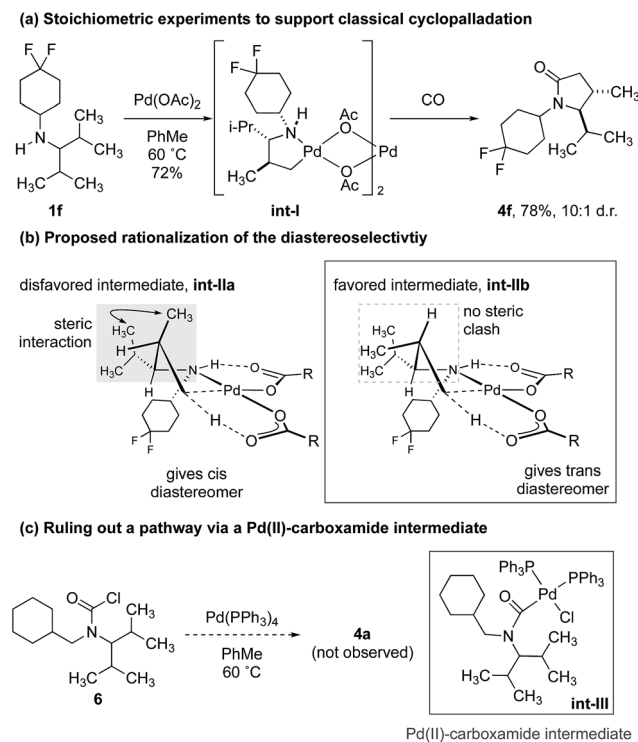 (a) Stoichiometric experiments to support classical cyclopalladation
F F
N
H
CH3
CH3
H3C CH3
1f
Pd(OAc)2
PhMe
60 ˚C
72%
F
F
H
N
i-Pr
H3C
Pd
Ac
O
O
Ac
Pd
2
int-I
CO
O
N
CH3
CH3
H3C
F
F
4f, 78%, 10:1 d.r.
(b) Proposed rationalization of the diastereoselectivtiy
disfavored intermediate, int-IIa
steric
interaction
CH3
H3C
H
H3C
H
N
H
O
R
Pd
O
O
H
O
R
F
F
gives cis
diastereomer
favored intermediate, int-IIb
no steric
clash
H
H3C
H3C
H3C
H
N
H
O
R
Pd
O
O
H
O
R
F
F
gives trans
diastereomer
(c) Ruling out a pathway via a Pd(II)-carboxamide intermediate
O Cl
N
CH3
CH3
H3C CH3
6
Pd(PPh3)4
PhMe
60 ˚C
4a
(not observed)
Ph3P
PPh3
Pd
O
Cl
N
CH3
CH3
H3C
CH3
int-III
Pd(II)-carboxamide intermediate